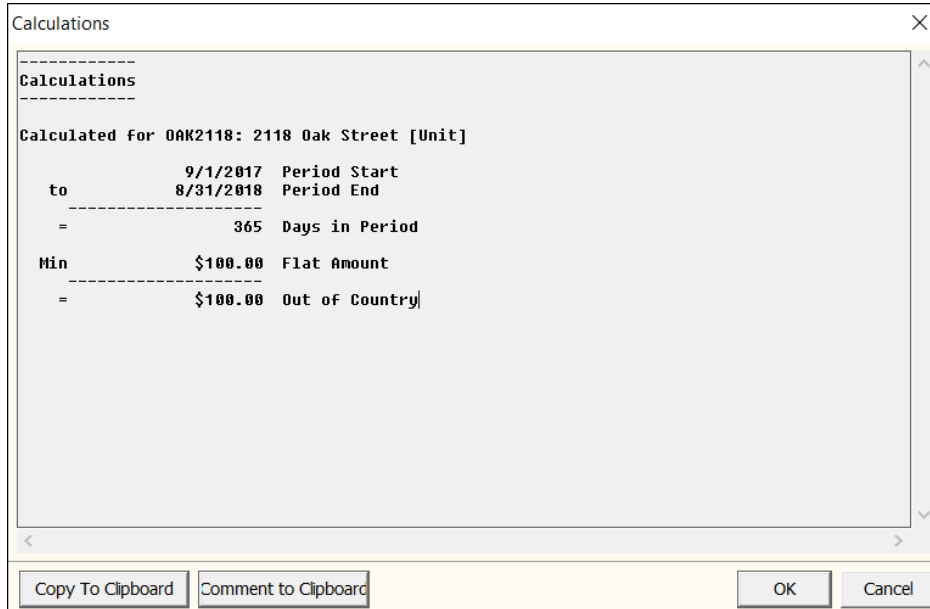 Calculations
------------
Calculations
------------
Calculated for OAK2118: 2118 Oak Street [Unit]
9/1/2017 Period Start
to 8/31/2018 Period End
--------------------
= 365 Days in Period
Min $100.00 Flat Amount
--------------------
= $100.00 Out of Country
Copy To Clipboard Comment to Clipboard OK Cancel